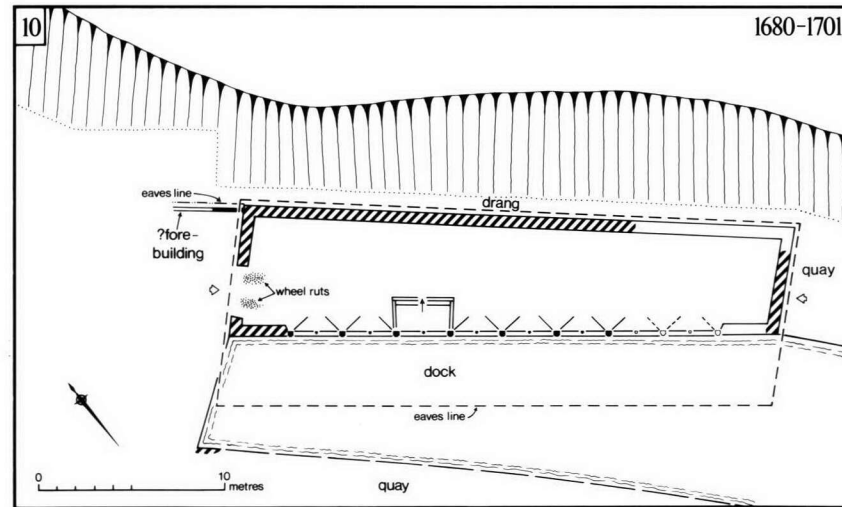 10
1680-1701
eaves line
drang
?fore-
building
quay
wheel ruts
dock
eaves line
0
10
metres
quay